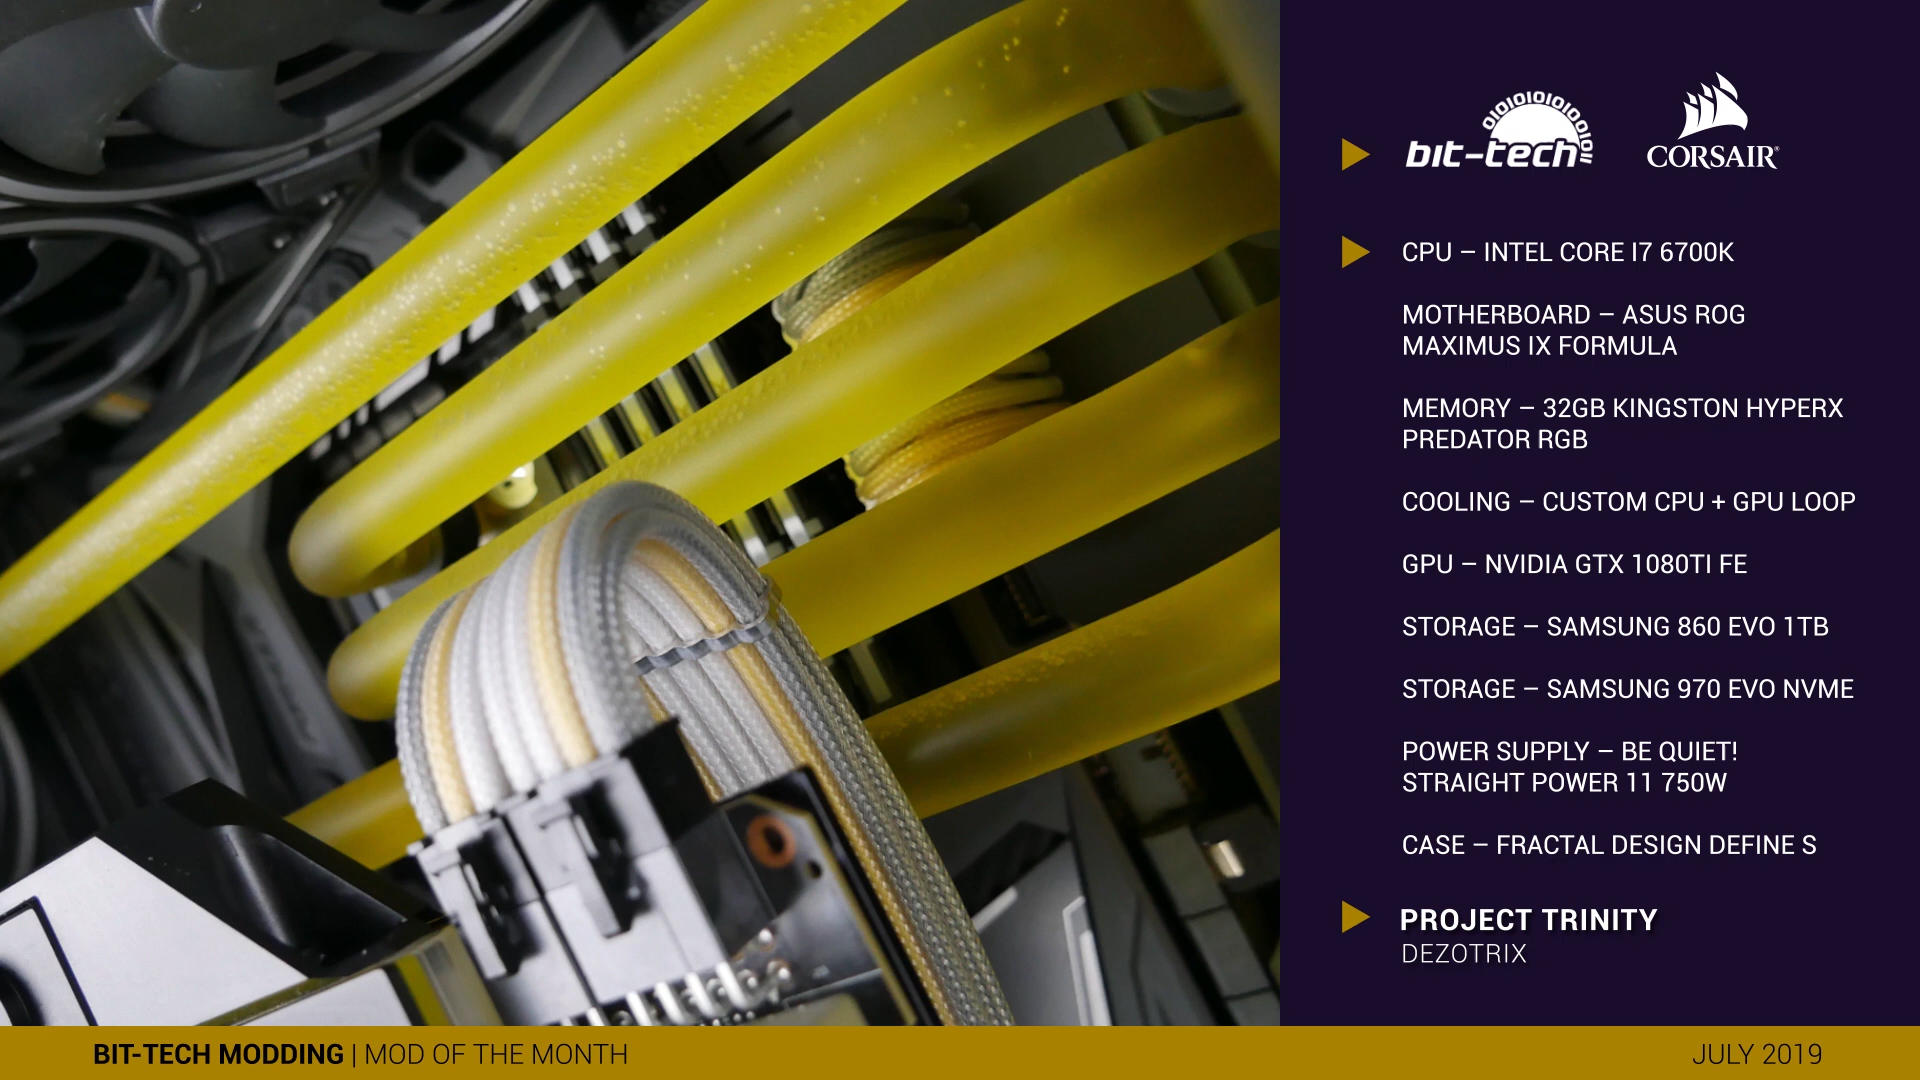 bit-tech
CORSAIR
CPU – INTEL CORE I7 6700K
MOTHERBOARD – ASUS ROG
MAXIMUS IX FORMULA
MEMORY – 32GB KINGSTON HYPERX
PREDATOR RGB
COOLING – CUSTOM CPU + GPU LOOP
GPU – NVIDIA GTX 1080TI FE
STORAGE – SAMSUNG 860 EVO 1TB
STORAGE – SAMSUNG 970 EVO NVME
POWER SUPPLY – BE QUIET!
STRAIGHT POWER 11 750W
CASE – FRACTAL DESIGN DEFINE S
PROJECT TRINITY
DEZOTRIX
BIT-TECH MODDING | MOD OF THE MONTH
JULY 2019